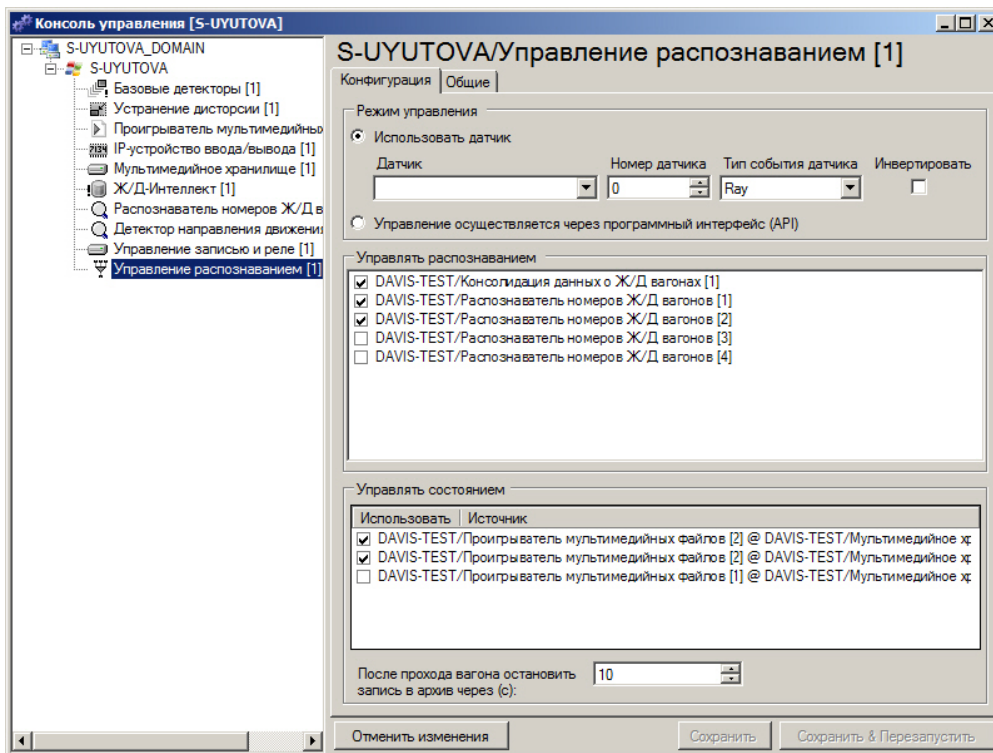 Консоль управления [S-UYUTOVA]
S-UYUTOVA_DOMAIN
S-UYUTOVA
Базовые детекторы [1]
Устранение дисторсии [1]
Проигрыватель мультимедийных
IP-устройство ввода/вывода [1]
Мультимедийное хранилище [1]
Ж/Д-Интеллект [1]
Распознаватель номеров Ж/Д в
Детектор направления движения
Управление записью и реле [1]
Управление распознаванием [1]
S-UYUTOVA/Управление распознаванием [1]
Конфигурация Общие
Режим управления
Использовать датчик
Датчик Номер датчика Тип события датчика Инвертировать
0 Ray
Управление осуществляется через программный интерфейс (API)
Управлять распознаванием
DAVIS-TEST/Консолидация данных о Ж/Д вагонах [1]
DAVIS-TEST/Распознаватель номеров Ж/Д вагонов [1]
DAVIS-TEST/Распознаватель номеров Ж/Д вагонов [2]
DAVIS-TEST/Распознаватель номеров Ж/Д вагонов [3]
DAVIS-TEST/Распознаватель номеров Ж/Д вагонов [4]
Управлять состоянием
Использовать Источник
DAVIS-TEST/Проигрыватель мультимедийных файлов [2] @ DAVIS-TEST/Мультимедийное хр
DAVIS-TEST/Проигрыватель мультимедийных файлов [2] @ DAVIS-TEST/Мультимедийное хр
DAVIS-TEST/Проигрыватель мультимедийных файлов [1] @ DAVIS-TEST/Мультимедийное хр
После прохода вагона остановить 10
запись в архив через (с):
Отменить изменения Сохранить Сохранить & Перезапустить